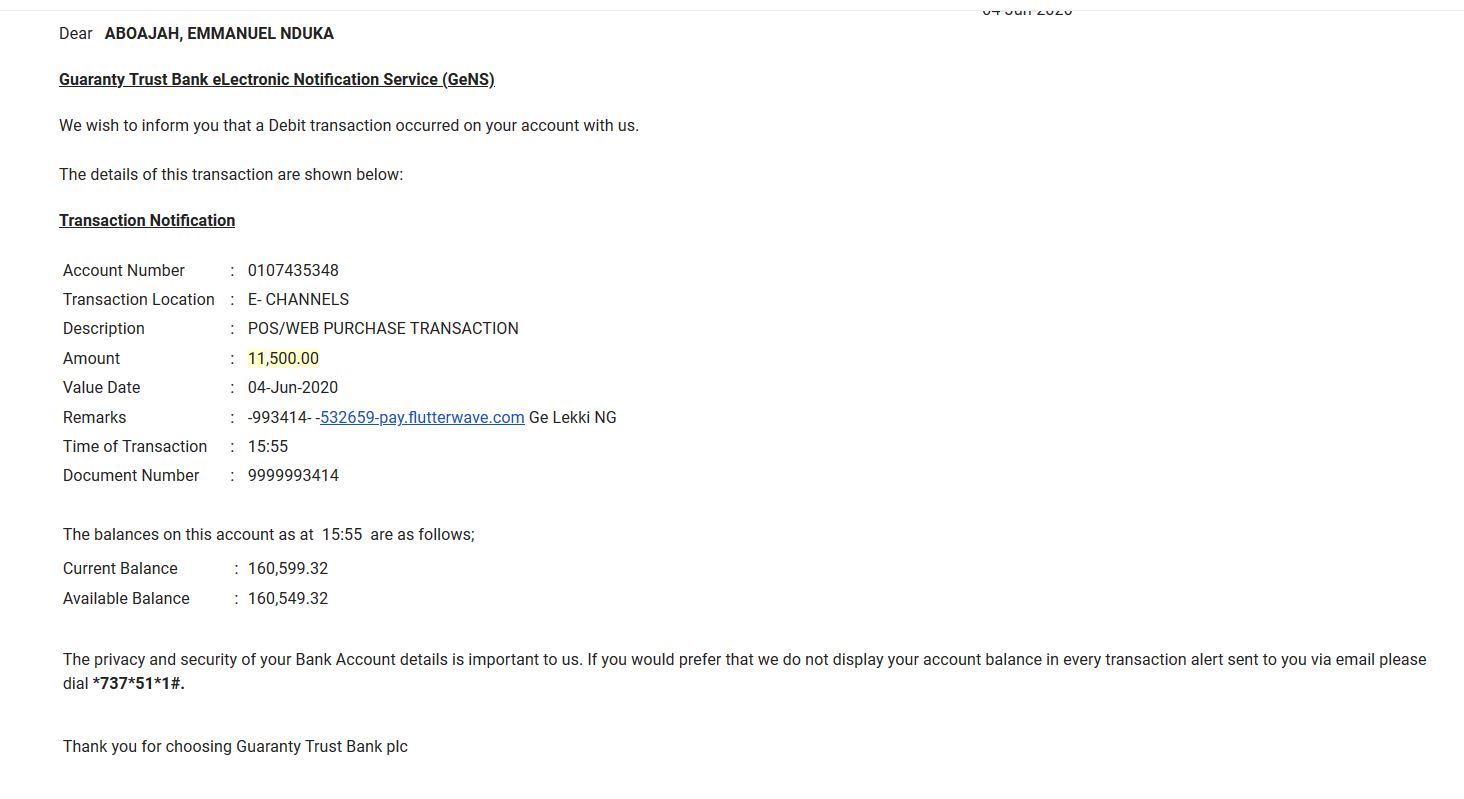 04-Jun-2020
Dear ABOAJAH, EMMANUEL NDUKA
Guaranty Trust Bank eLectronic Notification Service (GeNS)
We wish to inform you that a Debit transaction occurred on your account with us.
The details of this transaction are shown below:
Transaction Notification
Account Number : 0107435348
Transaction Location : E- CHANNELS
Description : POS/WEB PURCHASE TRANSACTION
Amount : 11,500.00
Value Date : 04-Jun-2020
Remarks : -993414- -532659-pay.flutterwave.com Ge Lekki NG
Time of Transaction : 15:55
Document Number : 9999993414
The balances on this account as at 15:55 are as follows;
Current Balance : 160,599.32
Available Balance : 160,549.32
The privacy and security of your Bank Account details is important to us. If you would prefer that we do not display your account balance in every transaction alert sent to you via email please
dial *737*51*1#.
Thank you for choosing Guaranty Trust Bank plc